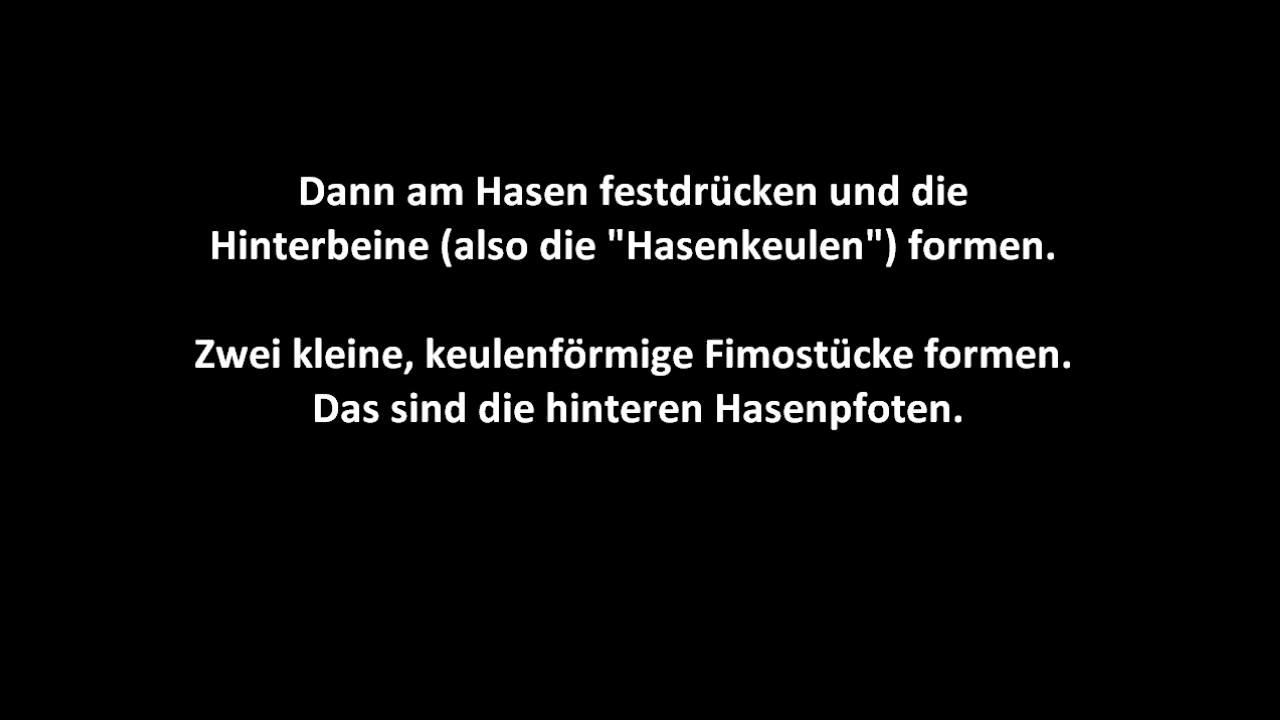 Dann am Hasen festdrücken und die
Hinterbeine (also die "Hasenkeulen") formen.
Zwei kleine, keulenförmige Fimostücke formen.
Das sind die hinteren Hasenpfoten.